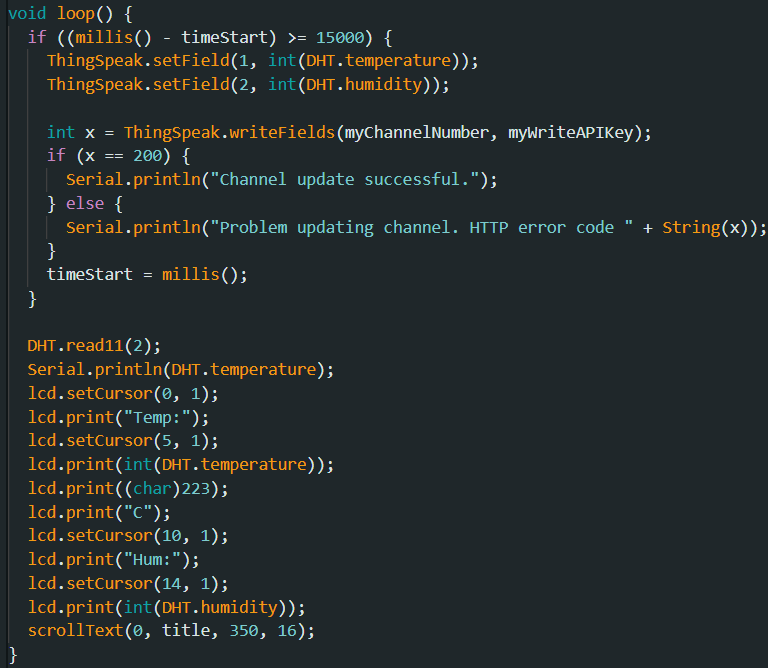 void loop() {
  if ((millis() - timeStart) >= 15000) {
    ThingSpeak.setField(1, int(DHT.temperature));
    ThingSpeak.setField(2, int(DHT.humidity));

    int x = ThingSpeak.writeFields(myChannelNumber, myWriteAPIKey);
    if (x == 200) {
      Serial.println("Channel update successful.");
    } else {
      Serial.println("Problem updating channel. HTTP error code " + String(x));
    }
    timeStart = millis();
  }

  DHT.read11(2);
  Serial.println(DHT.temperature);
  lcd.setCursor(0, 1);
  lcd.print("Temp:");
  lcd.setCursor(5, 1);
  lcd.print(int(DHT.temperature));
  lcd.print((char)223);
  lcd.print("C");
  lcd.setCursor(10, 1);
  lcd.print("Hum:");
  lcd.setCursor(14, 1);
  lcd.print(int(DHT.humidity));
  scrollText(0, title, 350, 16);
}